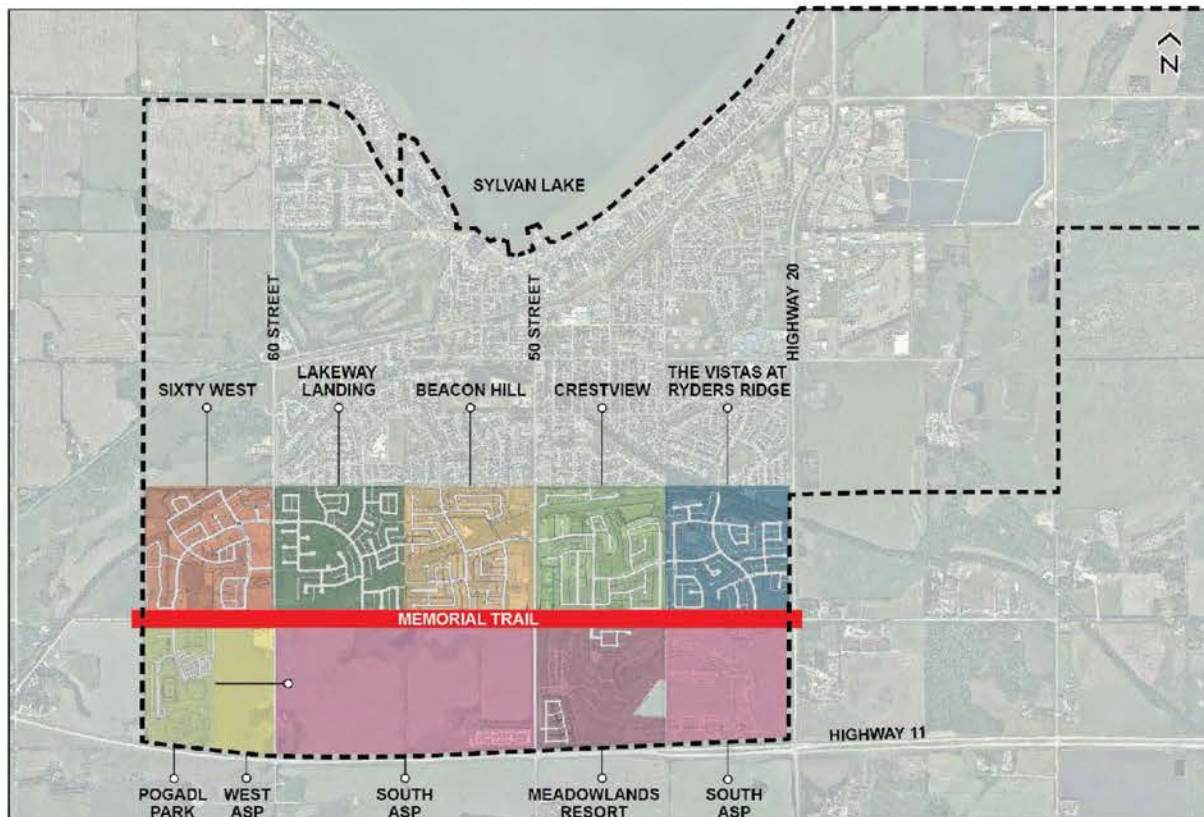 N
SYLVAN LAKE
60 STREET
50 STREET
HIGHWAY 20
SIXTY WEST
LAKEWAY
LANDING
BEACON HILL
CRESTVIEW
THE VISTAS AT
RYDERS RIDGE
MEMORIAL TRAIL
HIGHWAY 11
POGADL
PARK
WEST
ASP
SOUTH
ASP
MEADOWLANDS
RESORT
SOUTH
ASP